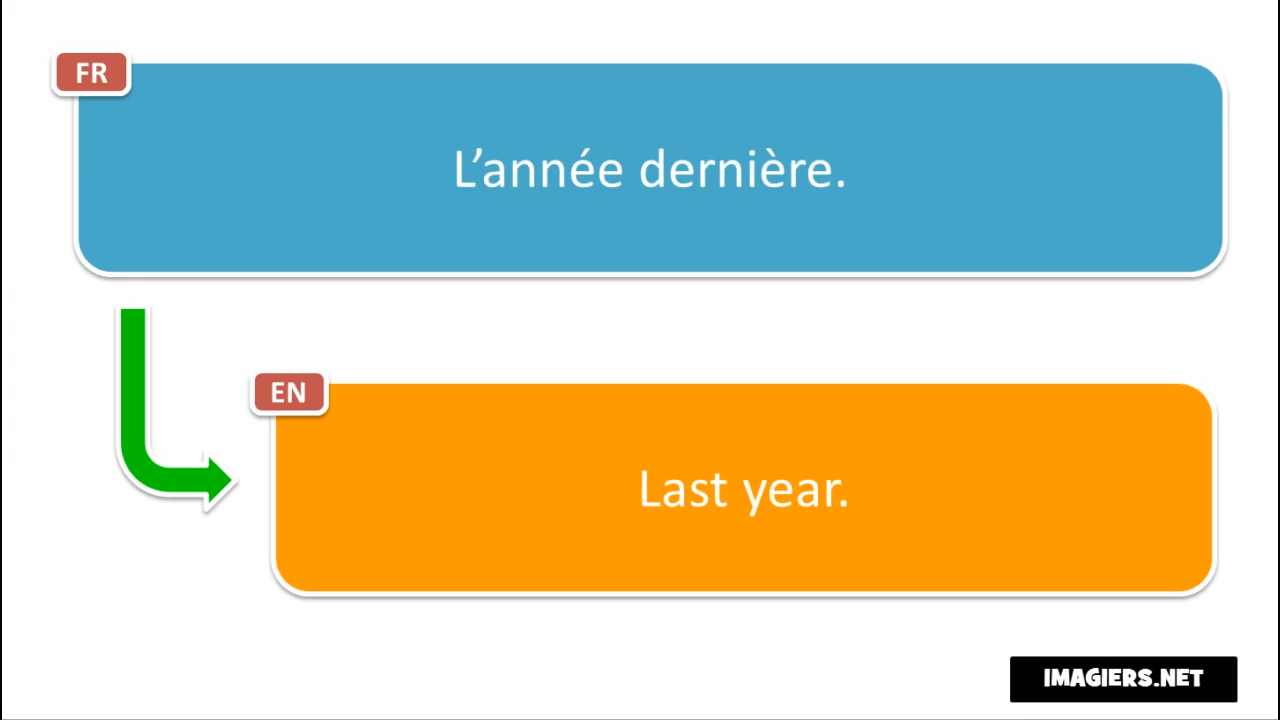 FR
L’année dernière.
EN
Last year.
IMAGIERS.NET